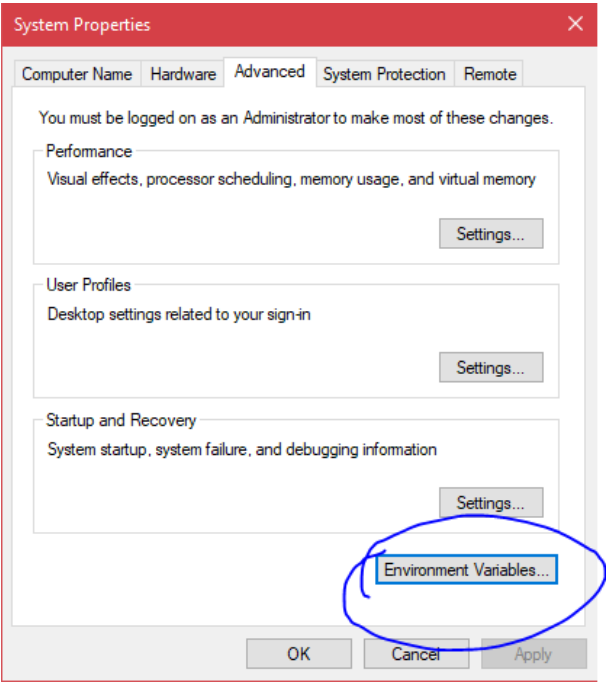 System Properties
Computer Name Hardware Advanced System Protection Remote
You must be logged on as an Administrator to make most of these changes.
Performance
Visual effects, processor scheduling, memory usage, and virtual memory
Settings...
User Profiles
Desktop settings related to your sign-in
Settings...
Startup and Recovery
System startup, system failure, and debugging information
Settings...
Environment Variables...
OK Cancel Apply